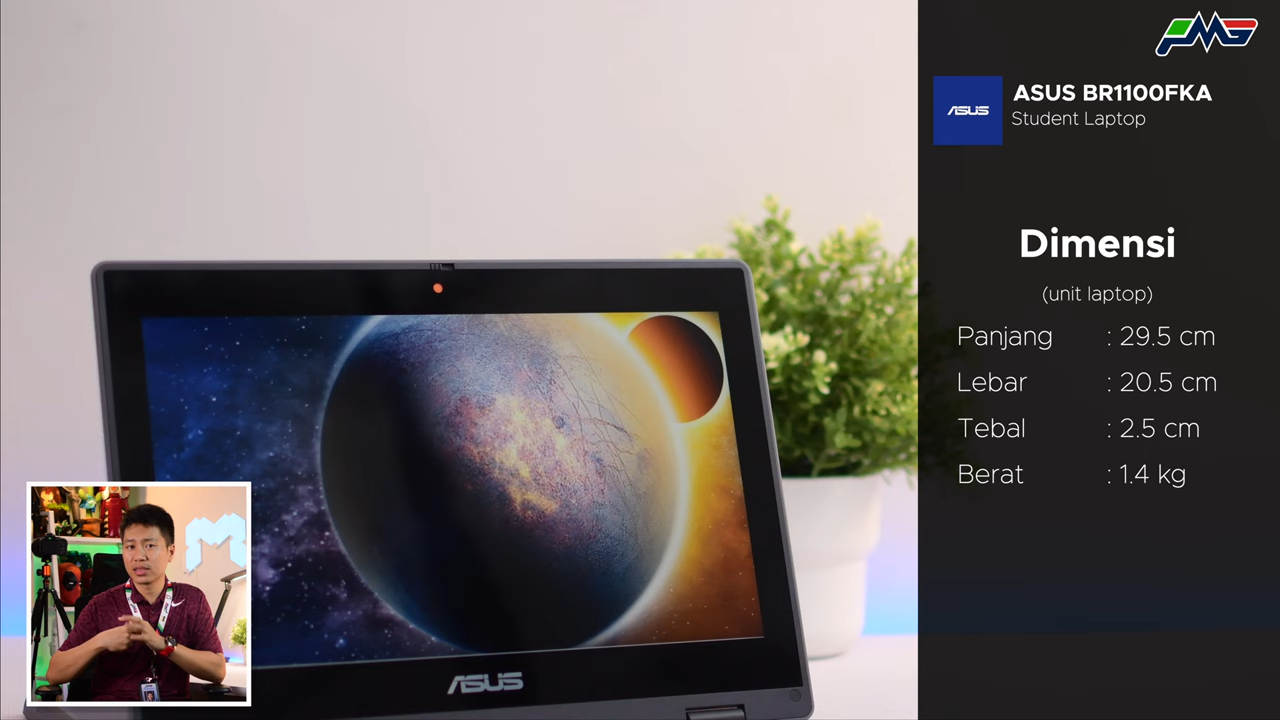 PMG
ASUS
ASUS BR1100FKA
Student Laptop
Dimensi
(unit laptop)
Panjang : 29.5 cm
Lebar : 20.5 cm
Tebal : 2.5 cm
Berat : 1.4 kg
ASUS